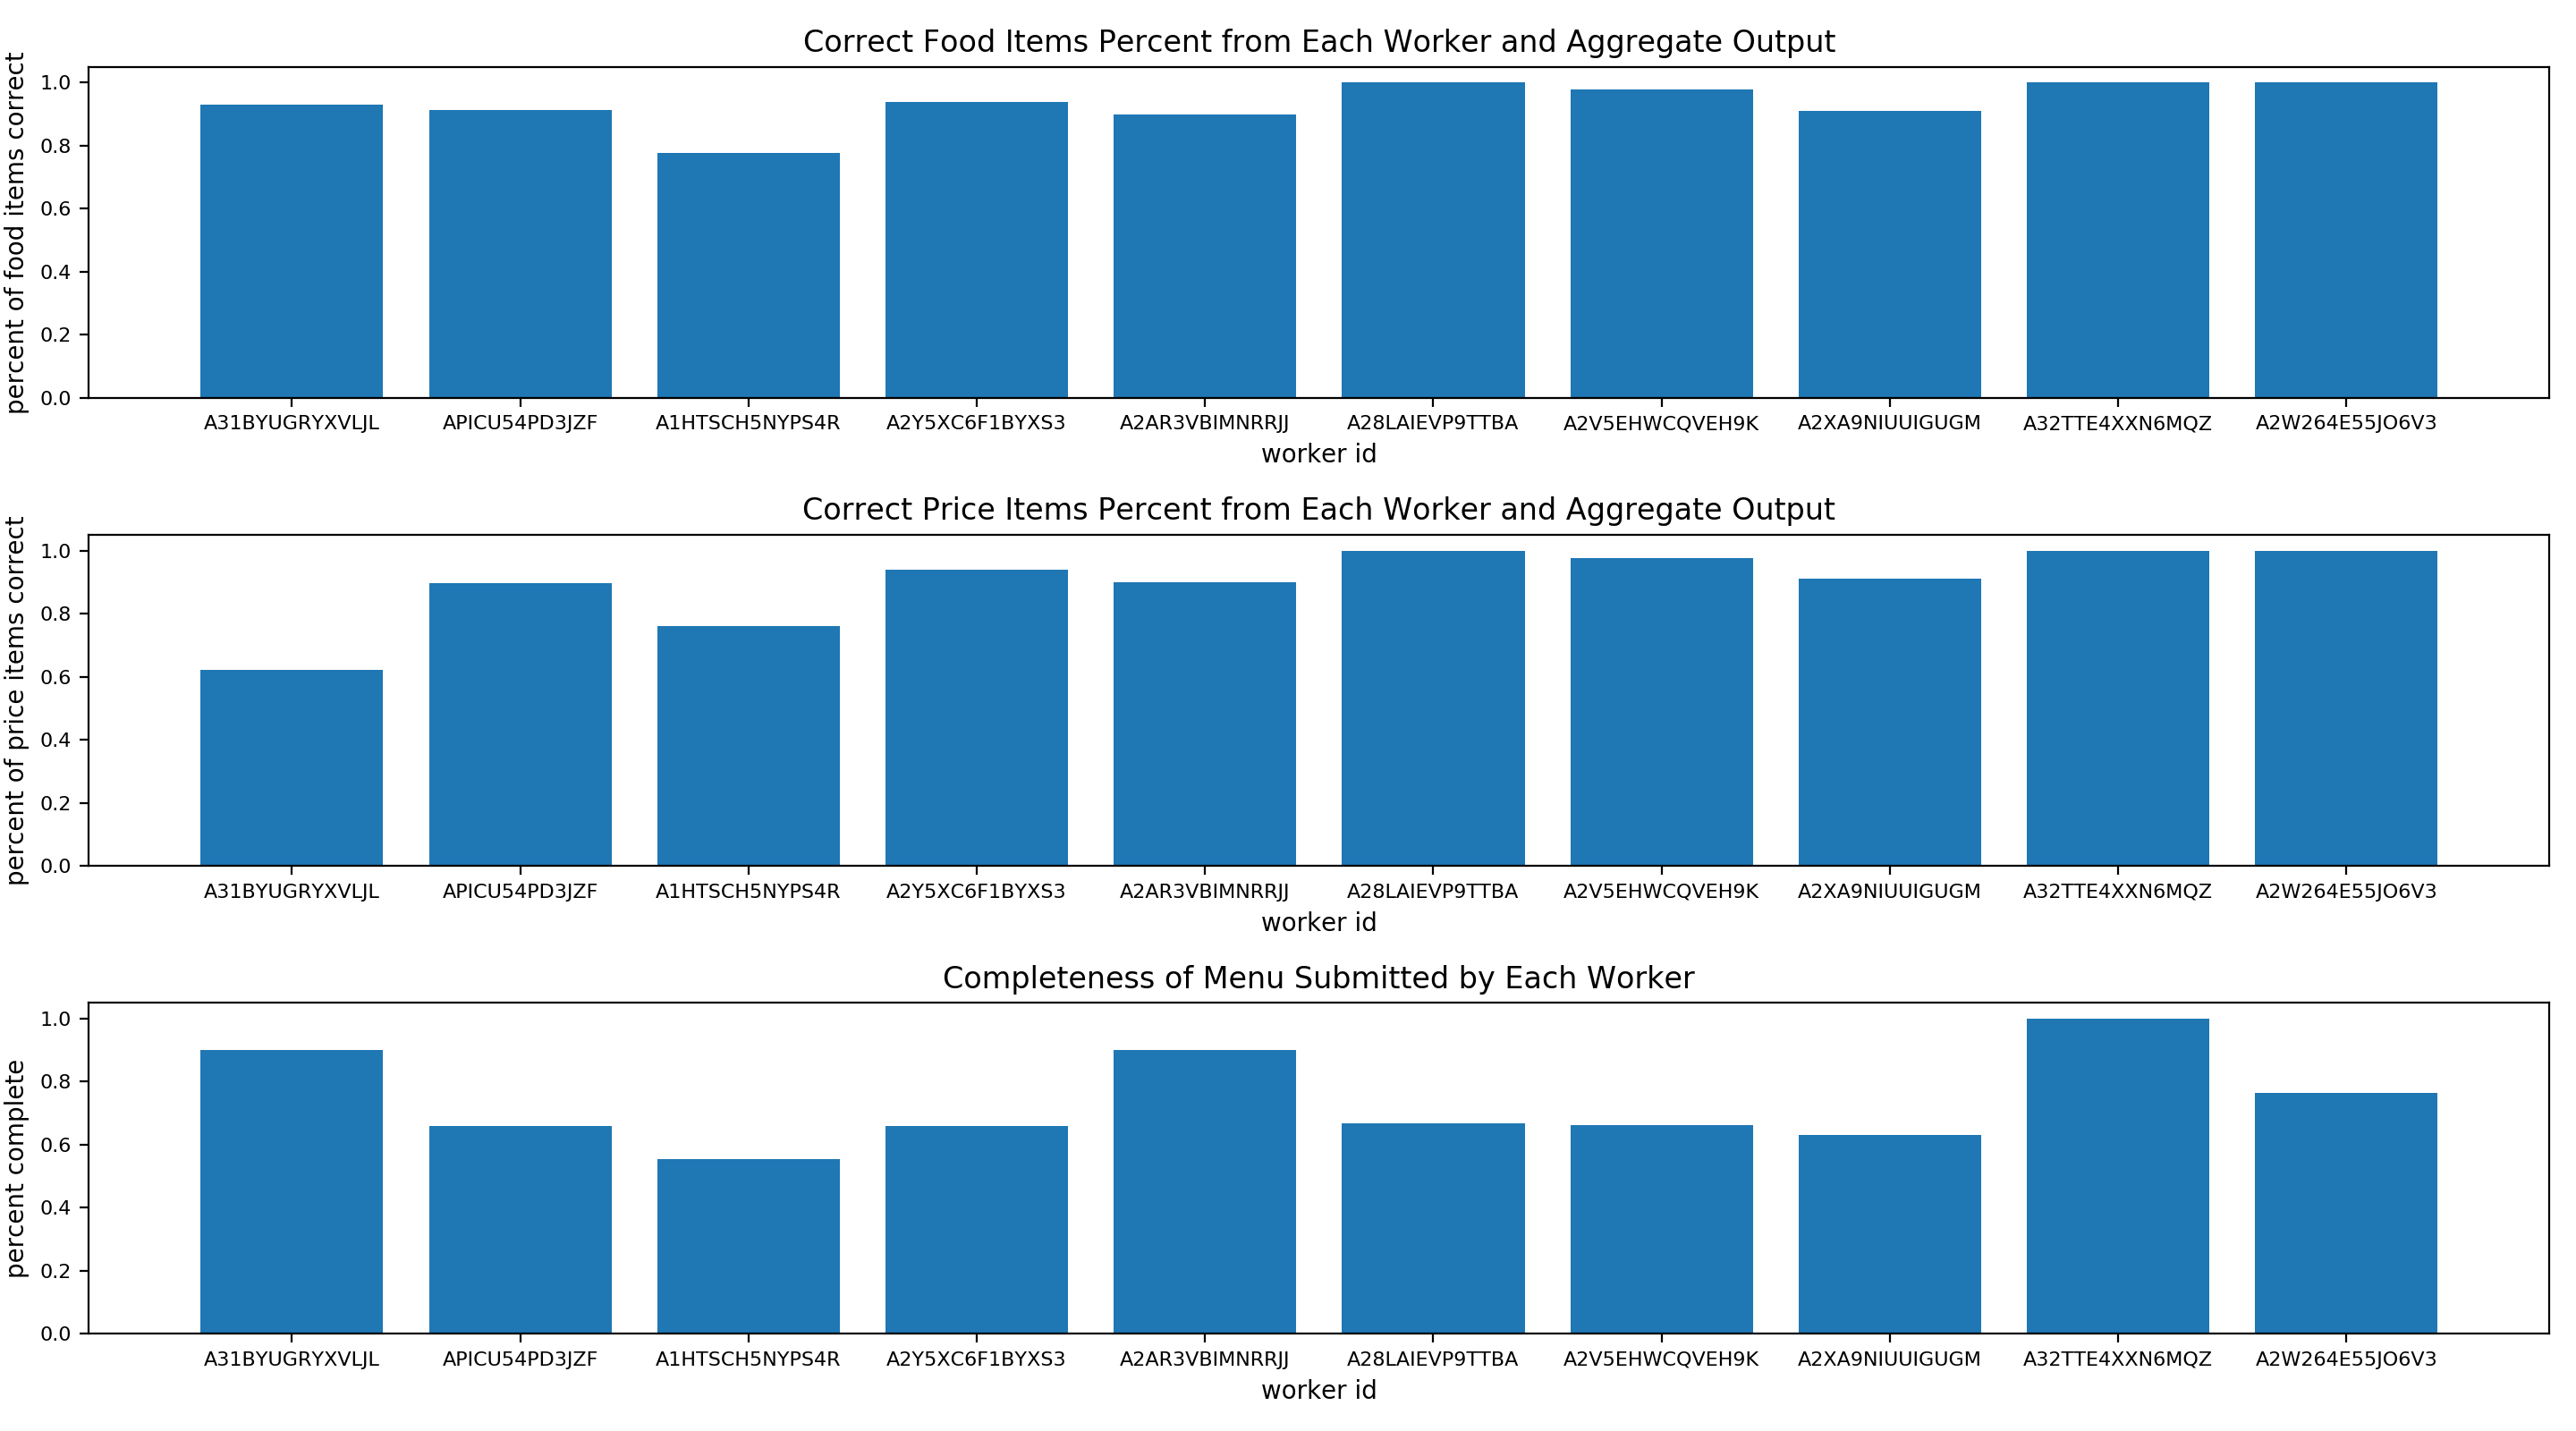 Correct Food Items Percent from Each Worker and Aggregate Output
percent of food items correct
1.0
0.8
0.6
0.4
0.2
0.0
A31BYUGRYXVLJL APICU54PD3JZF A1HTSCH5NYPS4R A2Y5XC6F1BYXS3 A2AR3VBIMNRRJJ A28LAIEVP9TTBA A2V5EHWCQVEH9K A2XA9NIUUIGUGM A32TTE4XXN6MQZ A2W264E55JO6V3
worker id
Correct Price Items Percent from Each Worker and Aggregate Output
percent of price items correct
1.0
0.8
0.6
0.4
0.2
0.0
A31BYUGRYXVLJL APICU54PD3JZF A1HTSCH5NYPS4R A2Y5XC6F1BYXS3 A2AR3VBIMNRRJJ A28LAIEVP9TTBA A2V5EHWCQVEH9K A2XA9NIUUIGUGM A32TTE4XXN6MQZ A2W264E55JO6V3
worker id
Completeness of Menu Submitted by Each Worker
percent complete
1.0
0.8
0.6
0.4
0.2
0.0
A31BYUGRYXVLJL APICU54PD3JZF A1HTSCH5NYPS4R A2Y5XC6F1BYXS3 A2AR3VBIMNRRJJ A28LAIEVP9TTBA A2V5EHWCQVEH9K A2XA9NIUUIGUGM A32TTE4XXN6MQZ A2W264E55JO6V3
worker id